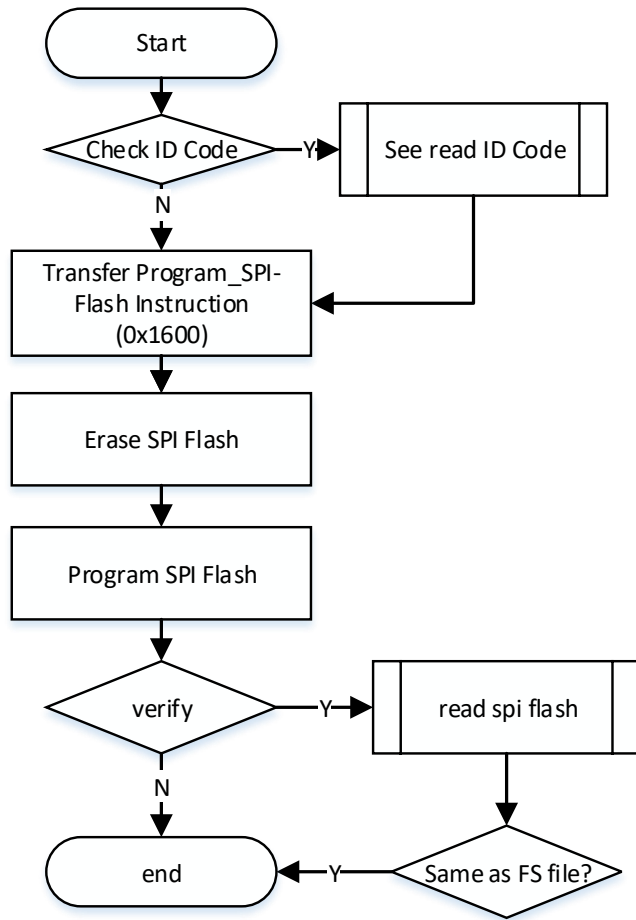 Start
Check ID Code
Y
See read ID Code
N
Transfer Program_SPI-
Flash Instruction
(0x1600)
Erase SPI Flash
Program SPI Flash
verify
Y
read spi flash
N
end
Y
Same as FS file?